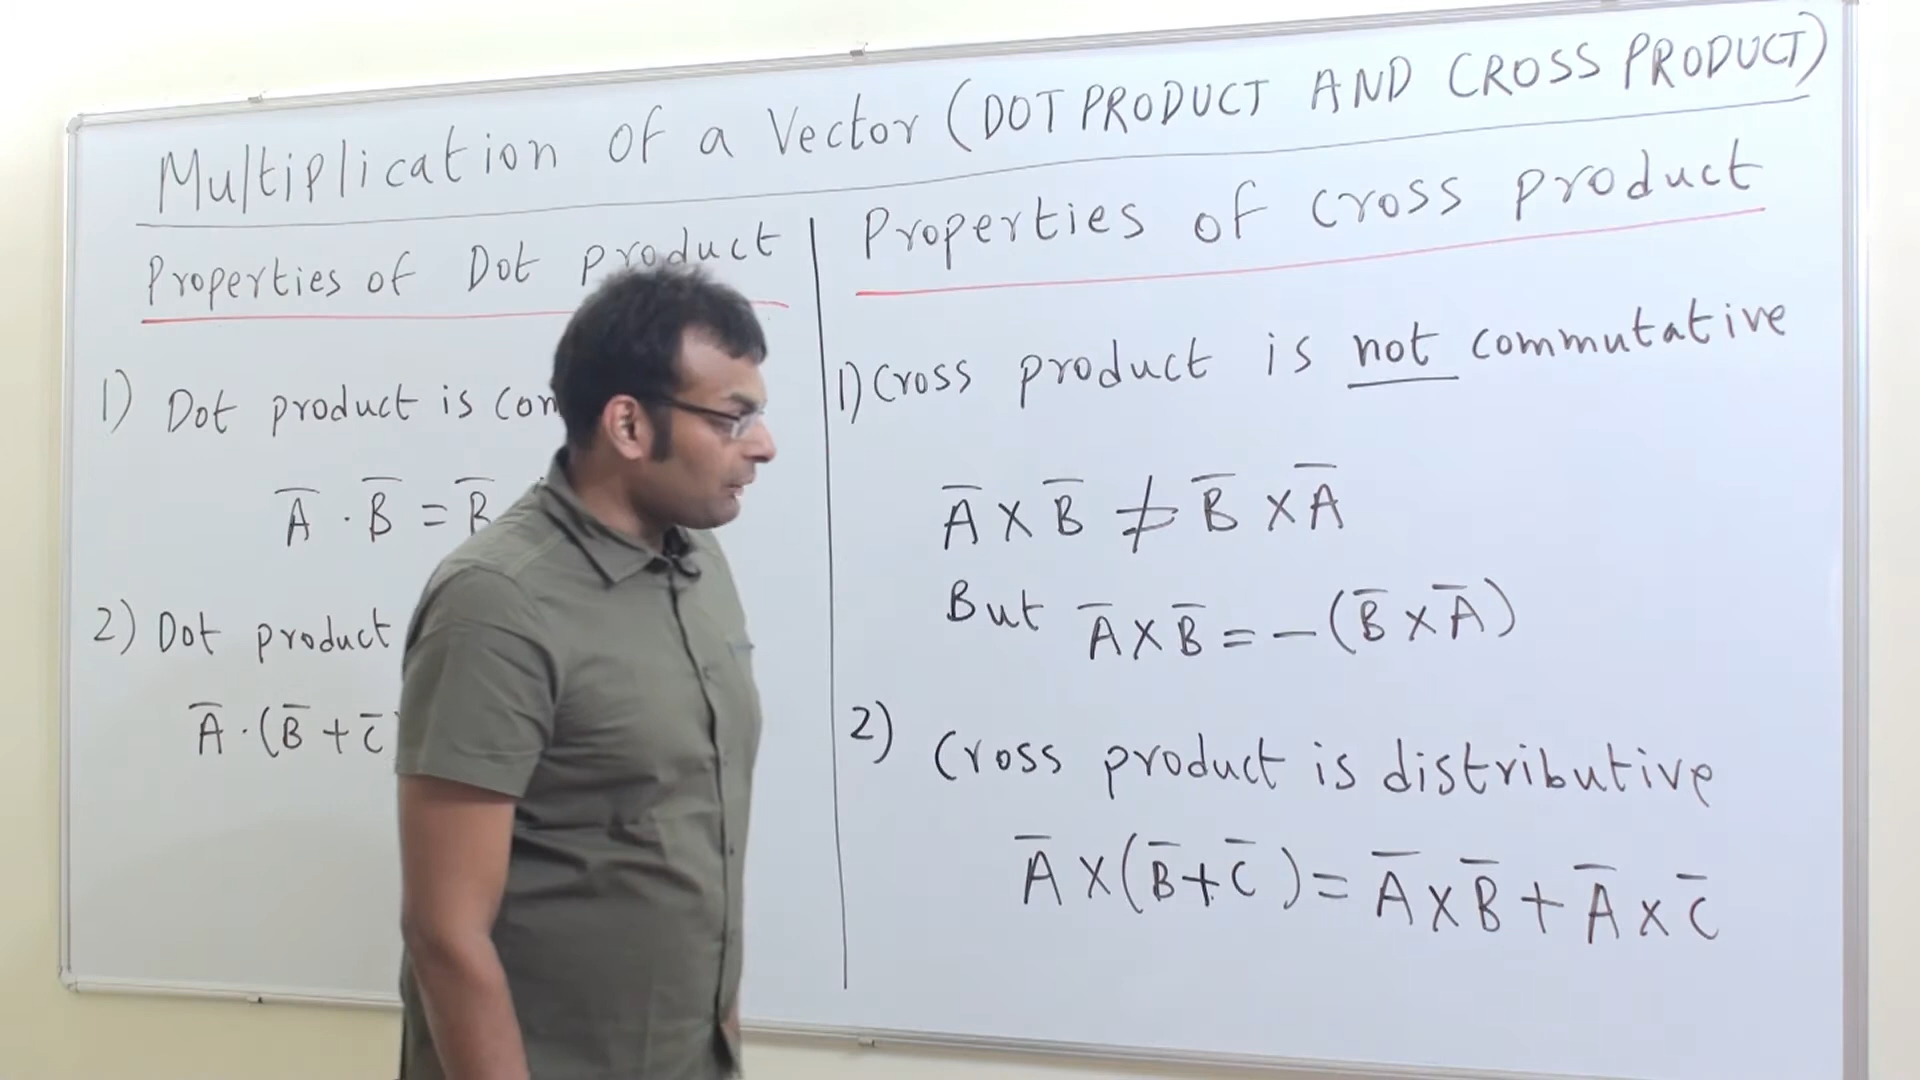 Multiplication of a Vector (DOT PRODUCT AND CROSS PRODUCT)
Properties of Dot product
1) Dot product is
A̅ · B̅ = B̅
2) Dot product
A̅ · (B̅ + C̅
Properties of cross product
1) Cross product is not commutative
A̅ × B̅ ≠ B̅ × A̅
But A̅ × B̅ = - (B̅ × A̅)
2) Cross product is distributive
A̅ × (B̅ + C̅) = A̅ × B̅ + A̅ × C̅